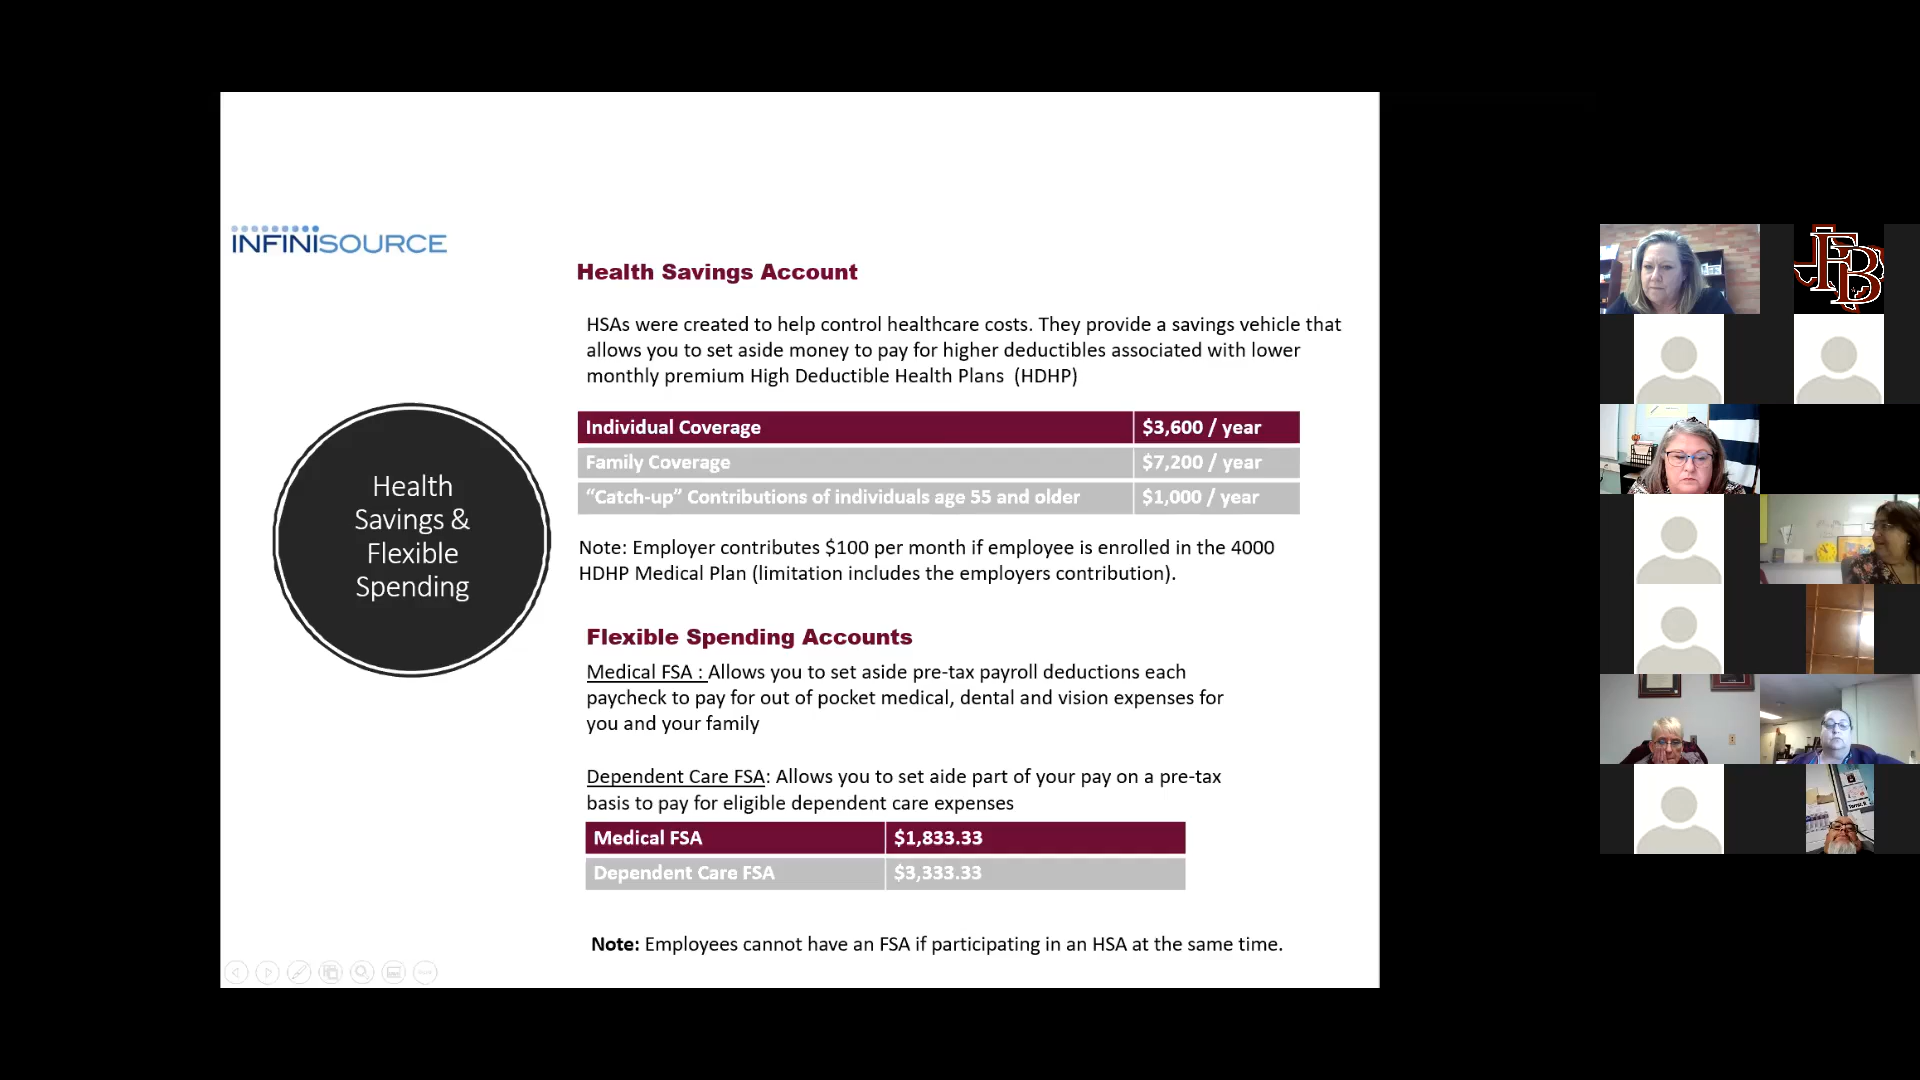 INFINISOURCE
Health
Savings &
Flexible
Spending
Health Savings Account
HSAs were created to help control healthcare costs. They provide a savings vehicle that
allows you to set aside money to pay for higher deductibles associated with lower
monthly premium High Deductible Health Plans (HDHP)
Individual Coverage $3,600 / year
Family Coverage $7,200 / year
“Catch-up” Contributions of individuals age 55 and older $1,000 / year
Note: Employer contributes $100 per month if employee is enrolled in the 4000
HDHP Medical Plan (limitation includes the employers contribution).
Flexible Spending Accounts
Medical FSA : Allows you to set aside pre-tax payroll deductions each
paycheck to pay for out of pocket medical, dental and vision expenses for
you and your family
Dependent Care FSA: Allows you to set aide part of your pay on a pre-tax
basis to pay for eligible dependent care expenses
Medical FSA $1,833.33
Dependent Care FSA $3,333.33
Note: Employees cannot have an FSA if participating in an HSA at the same time.
FB